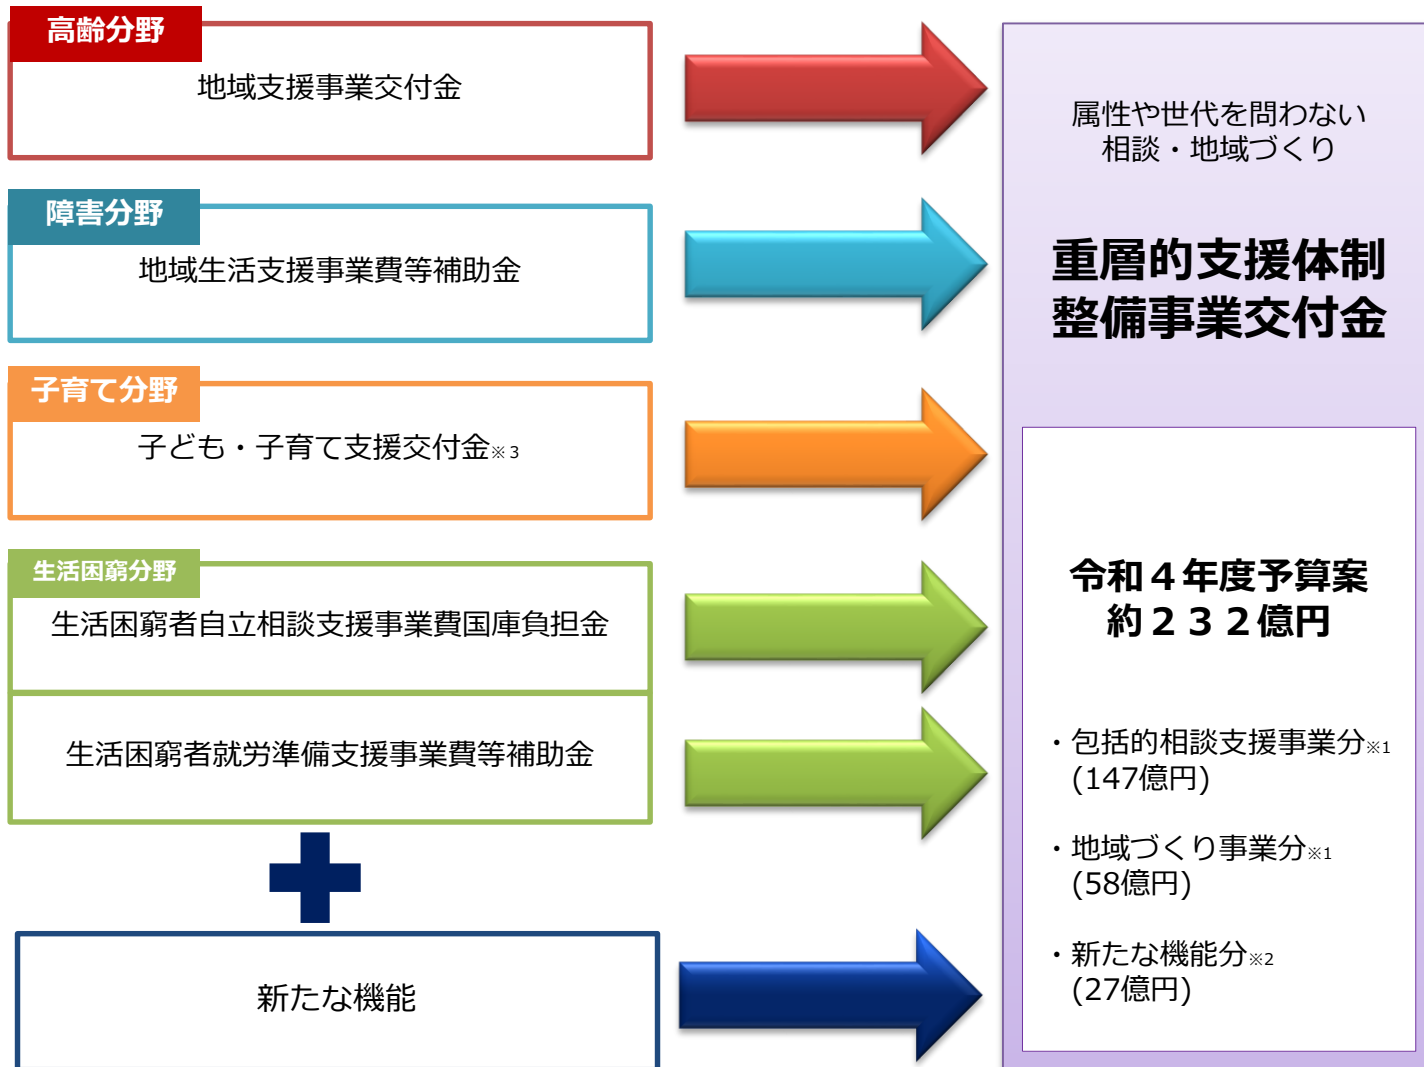 高齢分野
地域支援事業交付金
障害分野
地域生活支援事業費等補助金
子育て分野
子ども・子育て支援交付金※３
生活困窮分野
生活困窮者自立相談支援事業費国庫負担金
生活困窮者就労準備支援事業費等補助金
新たな機能
属性や世代を問わない
相談・地域づくり
重層的支援体制
整備事業交付金
令和４年度予算案
約２３２億円
・包括的相談支援事業分※1
(147億円)
・地域づくり事業分※1
(58億円)
・新たな機能分※2
(27億円)